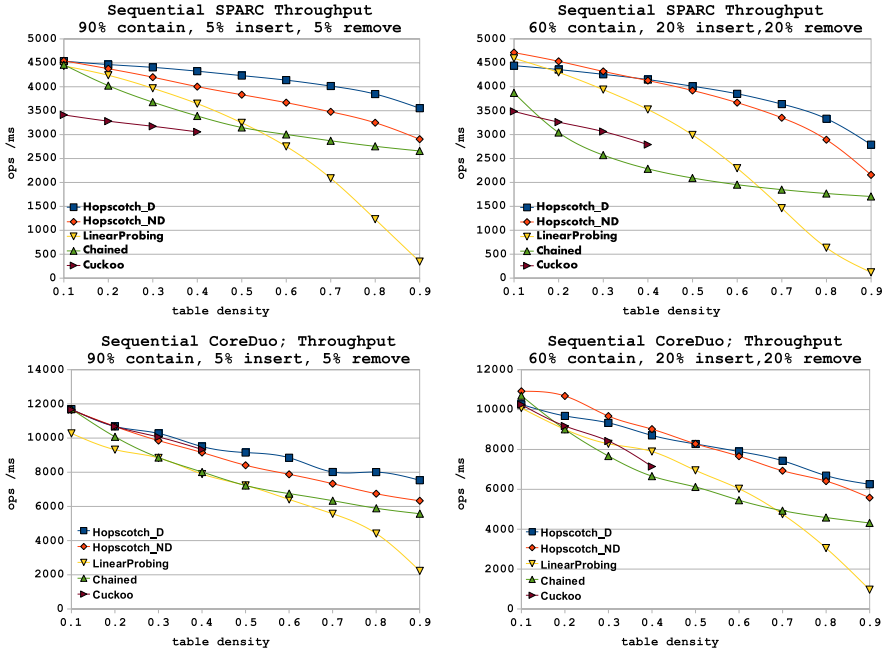 Sequential SPARC Throughput
90% contain, 5% insert, 5% remove
5000
4500
4000
3500
3000
2500
2000
1500
1000
500
0
ops /ms
Hopscotch_D
Hopscotch_ND
LinearProbing
Chained
Cuckoo
0.1 0.2 0.3 0.4 0.5 0.6 0.7 0.8 0.9
table density
Sequential SPARC Throughput
60% contain, 20% insert,20% remove
5000
4500
4000
3500
3000
2500
2000
1500
1000
500
0
ops /ms
Hopscotch_D
Hopscotch_ND
LinearProbing
Chained
Cuckoo
0.1 0.2 0.3 0.4 0.5 0.6 0.7 0.8 0.9
table density
Sequential CoreDuo; Throughput
90% contain, 5% insert, 5% remove
14000
12000
10000
8000
6000
4000
2000
0
ops /ms
Hopscotch_D
Hopscotch_ND
LinearProbing
Chained
Cuckoo
0.1 0.2 0.3 0.4 0.5 0.6 0.7 0.8 0.9
table density
Sequential CoreDuo; Throughput
60% contain, 20% insert,20% remove
12000
10000
8000
6000
4000
2000
0
ops /ms
Hopscotch_D
Hopscotch_ND
LinearProbing
Chained
Cuckoo
0.1 0.2 0.3 0.4 0.5 0.6 0.7 0.8 0.9
table density